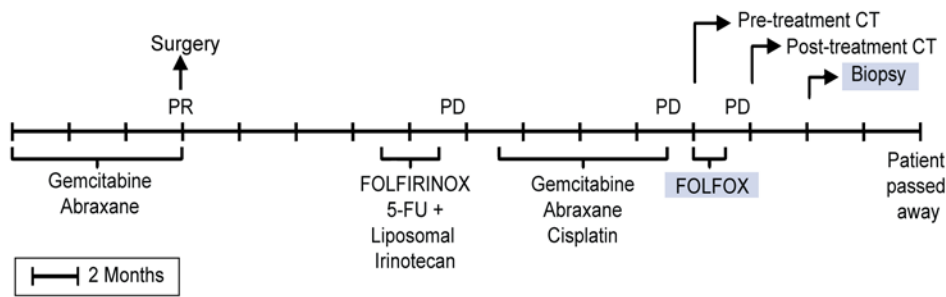 Pre-treatment CT
Surgery
Post-treatment CT
Biopsy
PR
PD
PD
PD
Gemcitabine
Abraxane
FOLFIRINOX
5-FU +
Liposomal
Irinotecan
Gemcitabine
Abraxane
Cisplatin
FOLFOX
Patient
passed
away
2 Months